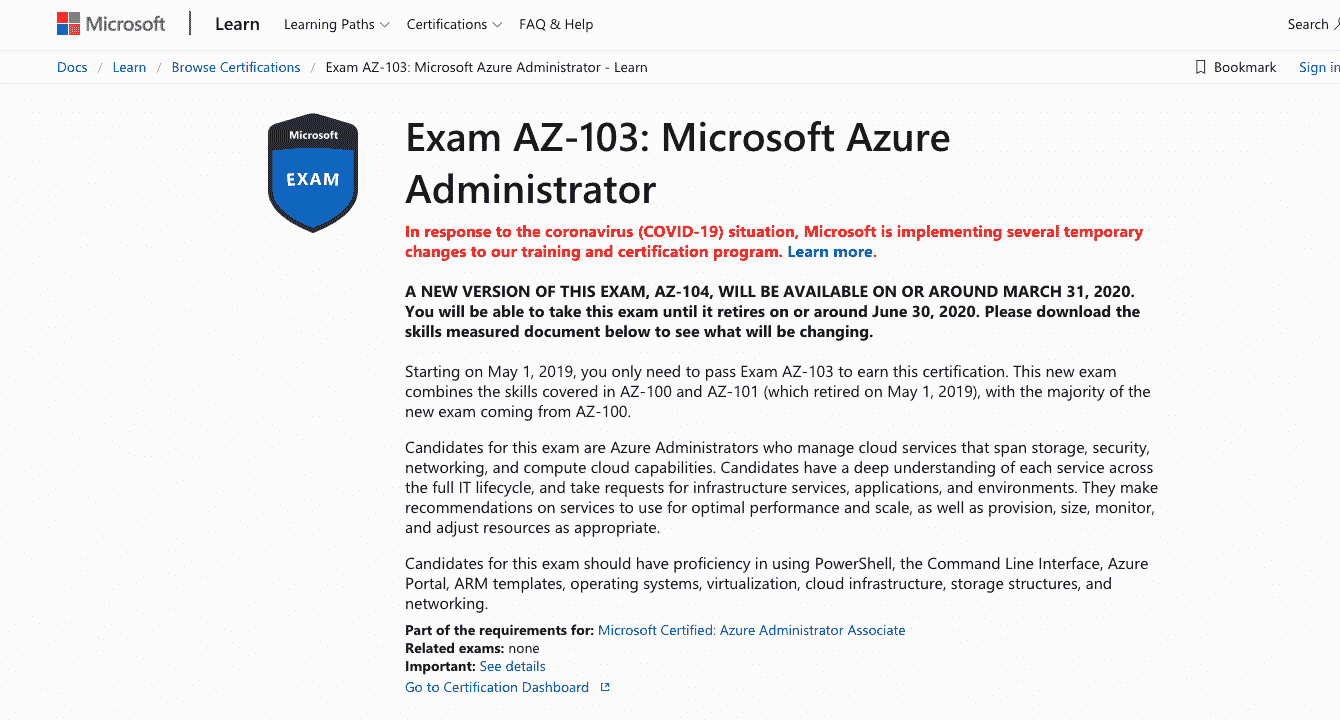 Microsoft Learn Learning Paths Certifications FAQ & Help Search
Docs / Learn / Browse Certifications / Exam AZ-103: Microsoft Azure Administrator - Learn Bookmark Sign in
Microsoft
EXAM
Exam AZ-103: Microsoft Azure
Administrator
In response to the coronavirus (COVID-19) situation, Microsoft is implementing several temporary
changes to our training and certification program. Learn more.
A NEW VERSION OF THIS EXAM, AZ-104, WILL BE AVAILABLE ON OR AROUND MARCH 31, 2020.
You will be able to take this exam until it retires on or around June 30, 2020. Please download the
skills measured document below to see what will be changing.
Starting on May 1, 2019, you only need to pass Exam AZ-103 to earn this certification. This new exam
combines the skills covered in AZ-100 and AZ-101 (which retired on May 1, 2019), with the majority of the
new exam coming from AZ-100.
Candidates for this exam are Azure Administrators who manage cloud services that span storage, security,
networking, and compute cloud capabilities. Candidates have a deep understanding of each service across
the full IT lifecycle, and take requests for infrastructure services, applications, and environments. They make
recommendations on services to use for optimal performance and scale, as well as provision, size, monitor,
and adjust resources as appropriate.
Candidates for this exam should have proficiency in using PowerShell, the Command Line Interface, Azure
Portal, ARM templates, operating systems, virtualization, cloud infrastructure, storage structures, and
networking.
Part of the requirements for: Microsoft Certified: Azure Administrator Associate
Related exams: none
Important: See details
Go to Certification Dashboard